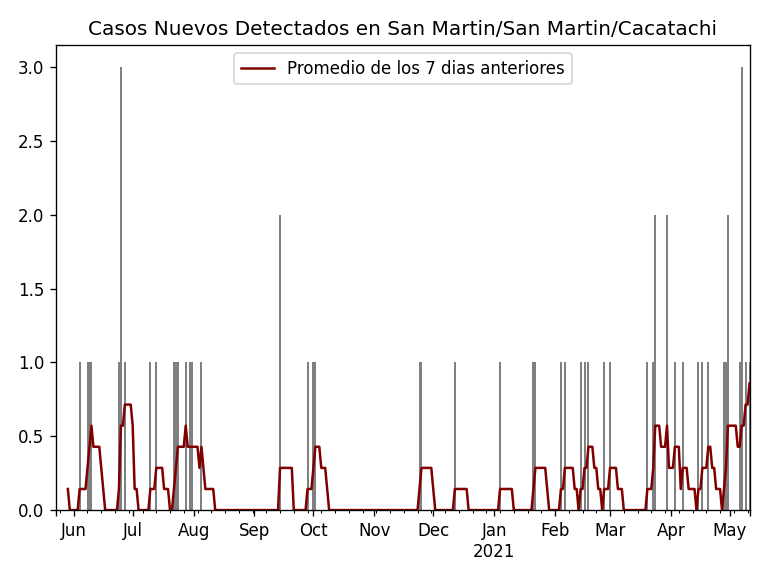 Casos Nuevos Detectados en San Martin/San Martin/Cacatachi
Promedio de los 7 dias anteriores
3.0
2.5
2.0
1.5
1.0
0.5
0.0
Jun Jul Aug Sep Oct Nov Dec Jan Feb Mar Apr May
2021